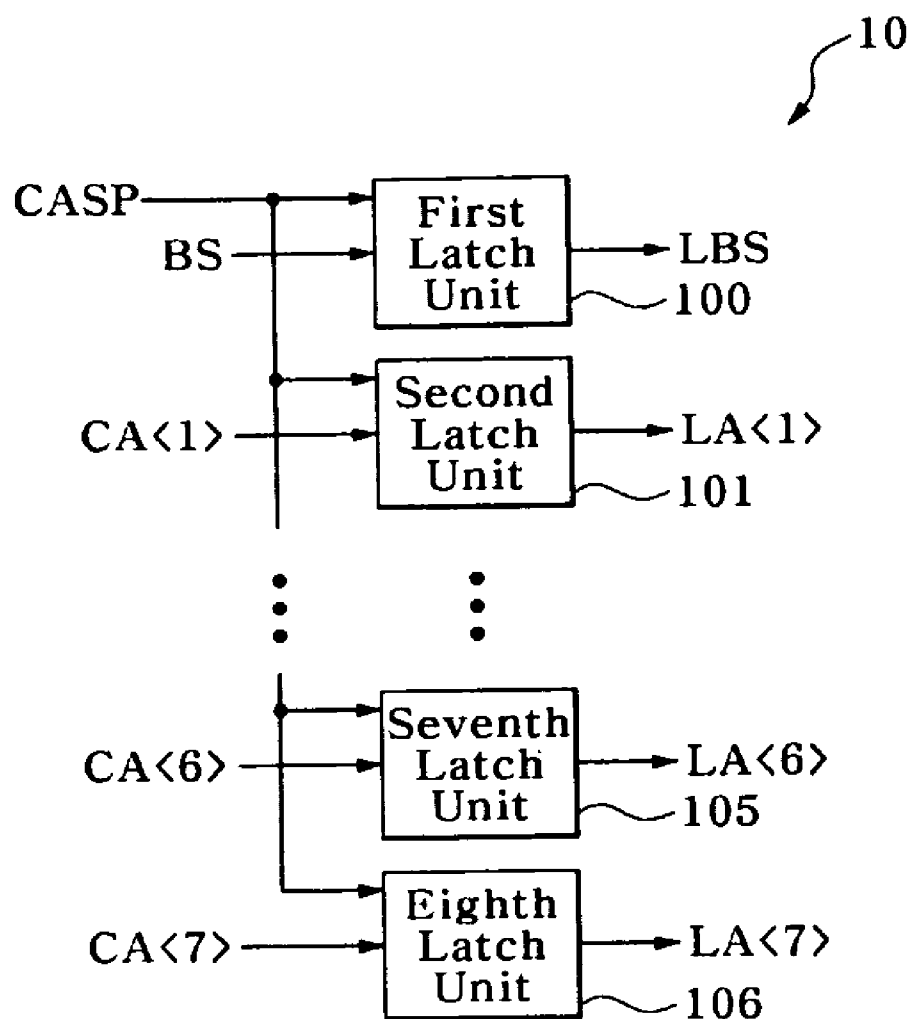 10
CASP
BS
First
Latch
Unit
LBS
100
CA<1>
Second
Latch
Unit
LA<1>
101
CA<6>
Seventh
Latch
Unit
LA<6>
105
CA<7>
Eighth
Latch
Unit
LA<7>
106